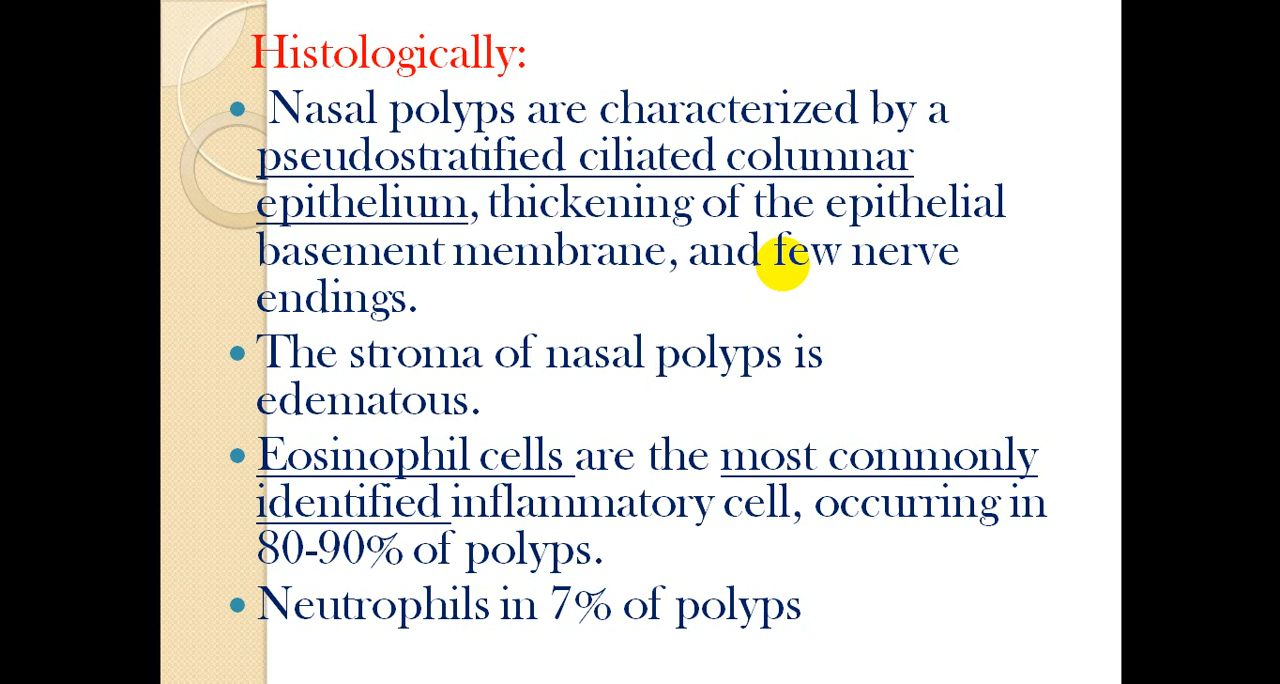 Histologically:
• Nasal polyps are characterized by a
pseudostratified ciliated columnar
epithelium, thickening of the epithelial
basement membrane, and few nerve
endings.
• The stroma of nasal polyps is
edematous.
• Eosinophil cells are the most commonly
identified inflammatory cell, occurring in
80-90% of polyps.
• Neutrophils in 7% of polyps